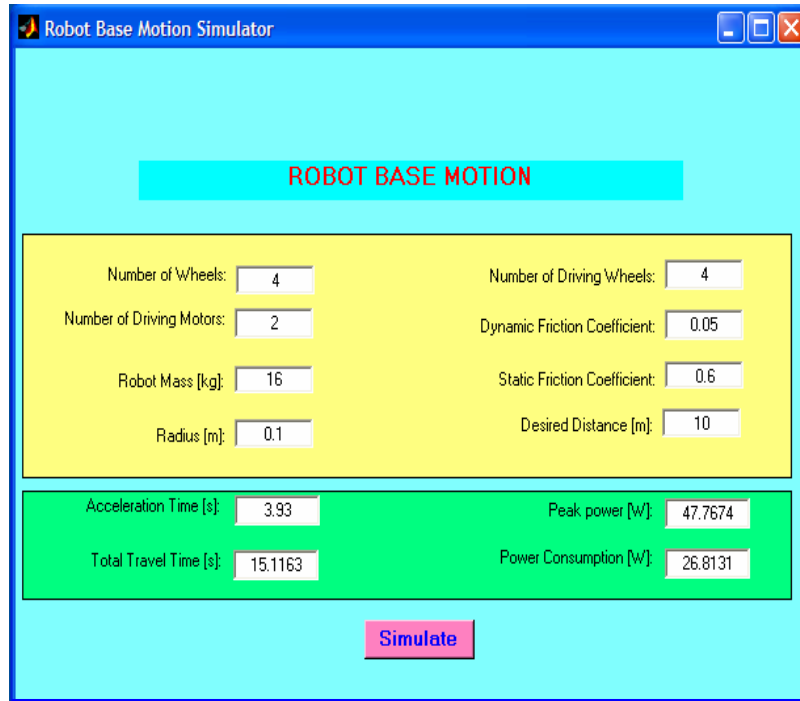 Robot Base Motion Simulator
ROBOT BASE MOTION
Number of Wheels: 4
Number of Driving Wheels: 4
Number of Driving Motors: 2
Dynamic Friction Coefficient: 0.05
Robot Mass [kg]: 16
Static Friction Coefficient: 0.6
Radius [m]: 0.1
Desired Distance [m]: 10
Acceleration Time [s]: 3.93
Peak power [W]: 47.7674
Total Travel Time [s]: 15.1163
Power Consumption [W]: 26.8131
Simulate